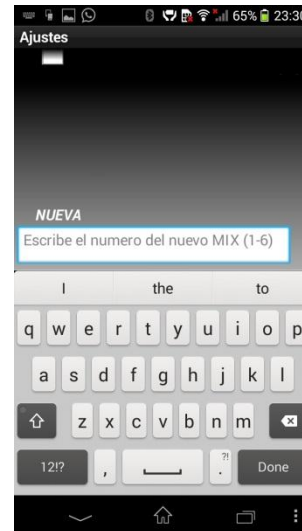 65% 23:30
Ajustes
NUEVA
Escribe el numero del nuevo MIX (1-6)
I the to
q w e r t y u i o p
a s d f g h j k l
z x c v b n m
12!? , ?! . Done